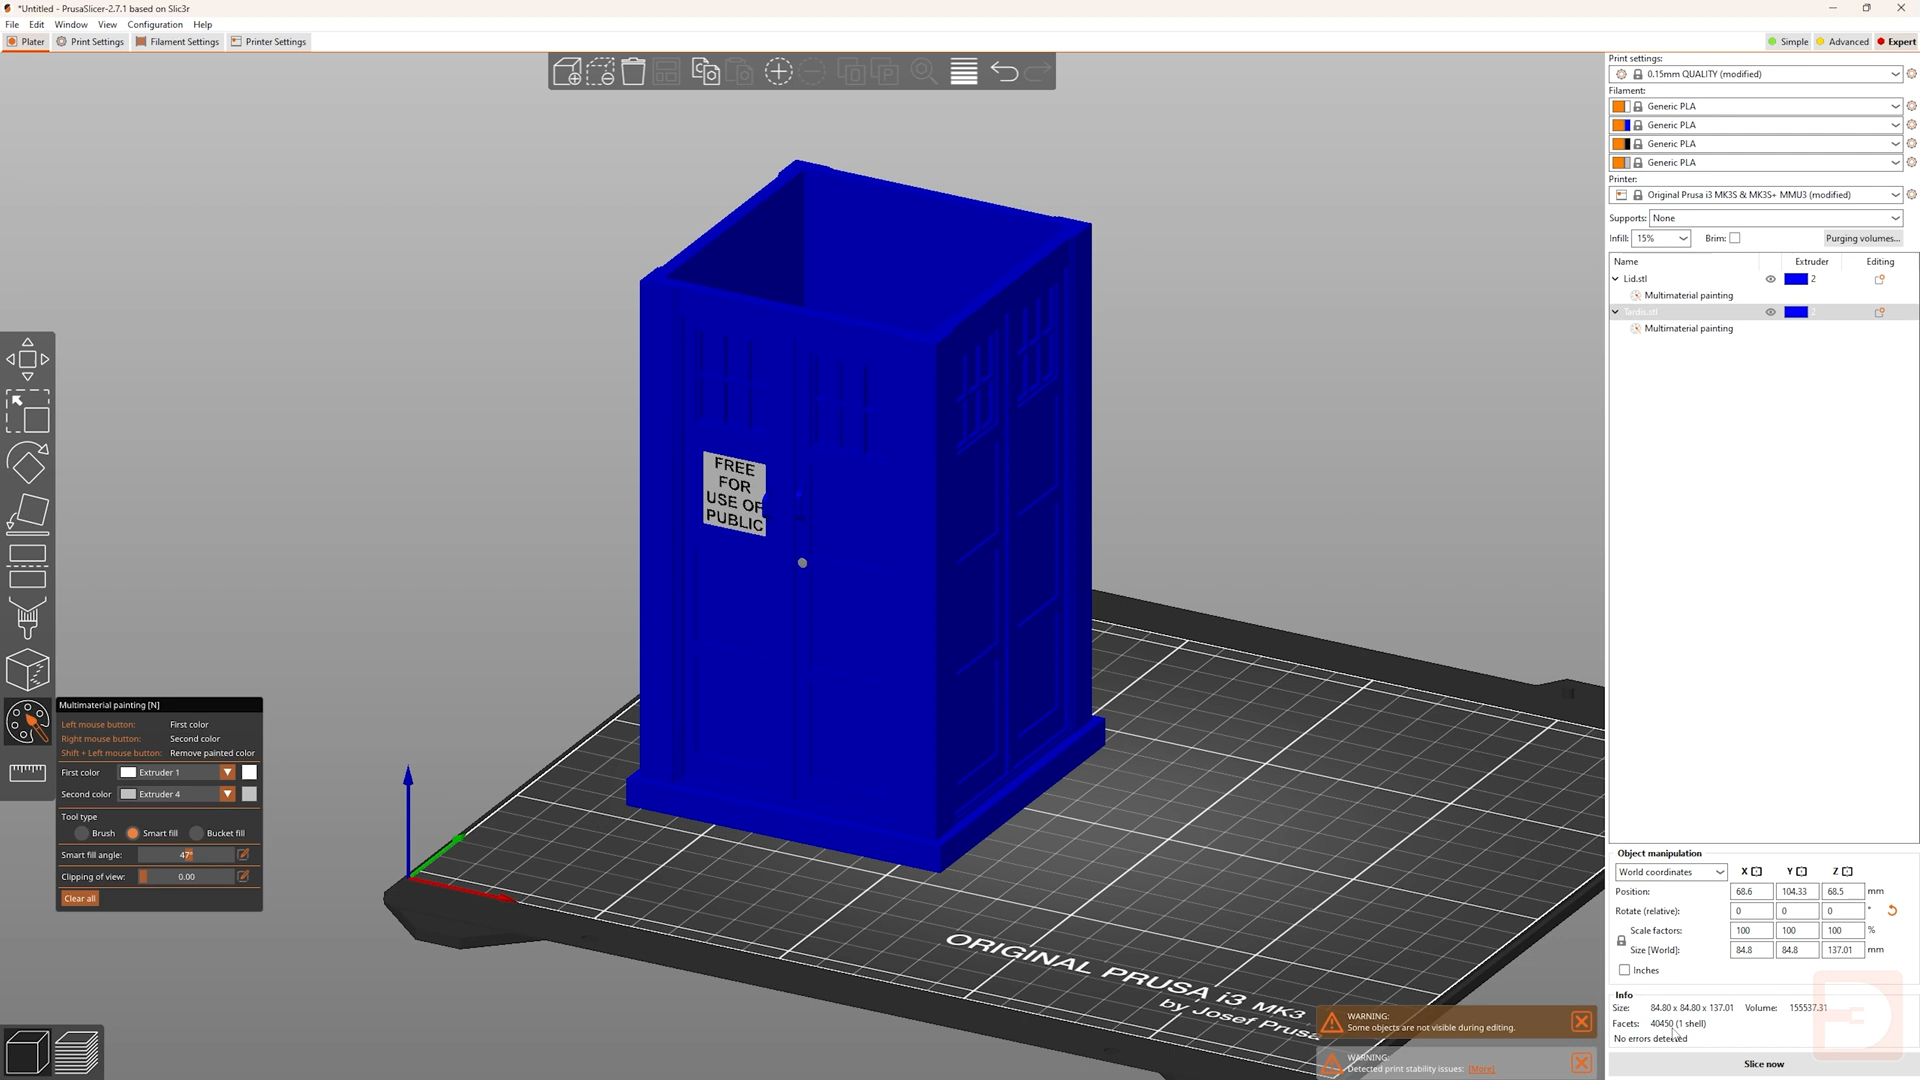 *Untitled - PrusaSlicer-2.7.1 based on Slic3r
File Edit Window View Configuration Help
Plater Print Settings Filament Settings Printer Settings
Simple Advanced Expert
Print settings:
0.15mm QUALITY (modified)
Filament:
Generic PLA
Generic PLA
Generic PLA
Generic PLA
Printer:
Original Prusa i3 MK3S & MK3S+ MMU3 (modified)
Supports: None
Infill: 15% Brim: Purging volumes...
Name Extruder Editing
Lid.stl 2
Multimaterial painting
Tardis.stl 2
Multimaterial painting
FREE
FOR
USE OF
PUBLIC
Multimaterial painting [N]
Left mouse button: First color
Right mouse button: Second color
Shift + Left mouse button: Remove painted color
First color Extruder 1
Second color Extruder 4
Tool type
Brush Smart fill Bucket fill
Smart fill angle: 47°
Clipping of view: 0.00
Clear all
ORIGINAL PRUSA i3 MK3
by Josef Prusa
WARNING:
Some objects are not visible during editing.
WARNING:
Detected print stability issues: [More]
Object manipulation
World coordinates X Y Z
Position: 68.6 104.33 68.5 mm
Rotate (relative): 0 0 0 °
Scale factors: 100 100 100 %
Size [World]: 84.8 84.8 137.01 mm
Inches
Info
Size: 84.80 x 84.80 x 137.01 Volume: 155537.31
Facets: 40450 (1 shell)
No errors detected
Slice now